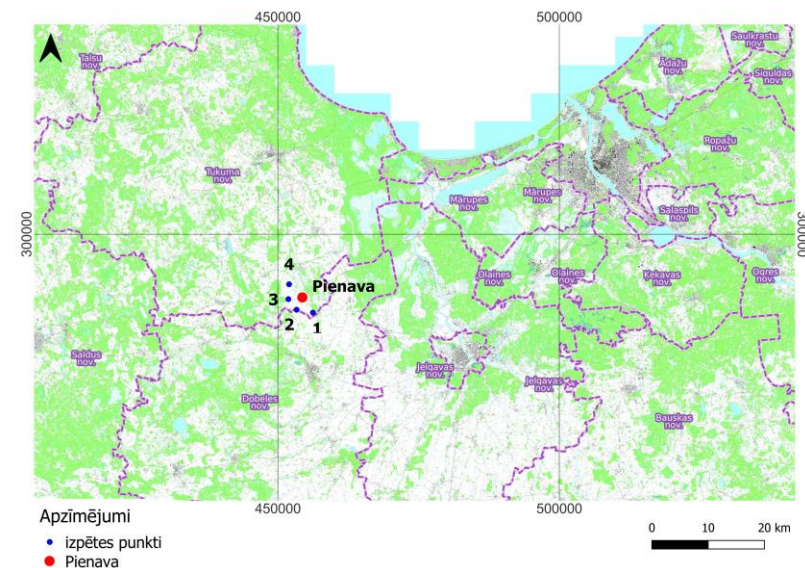 450000
500000
Talsu
nov.
Saulkrastu
nov.
Ādažu
nov.
Siguldas
nov.
Ropažu
nov.
Tukuma
nov.
Mārupes
nov.
Mārupes
nov.
Salaspils
nov.
300000
300000
4
Pienava
3
2
1
Olaines
nov.
Olaines
nov.
Ķekavas
nov.
Ogres
nov.
Saldus
nov.
Jelgavas
nov.
Jelgavas
nov.
Dobeles
nov.
Bauskas
nov.
450000
500000
Apzīmējumi
izpētes punkti
Pienava
0 10 20 km